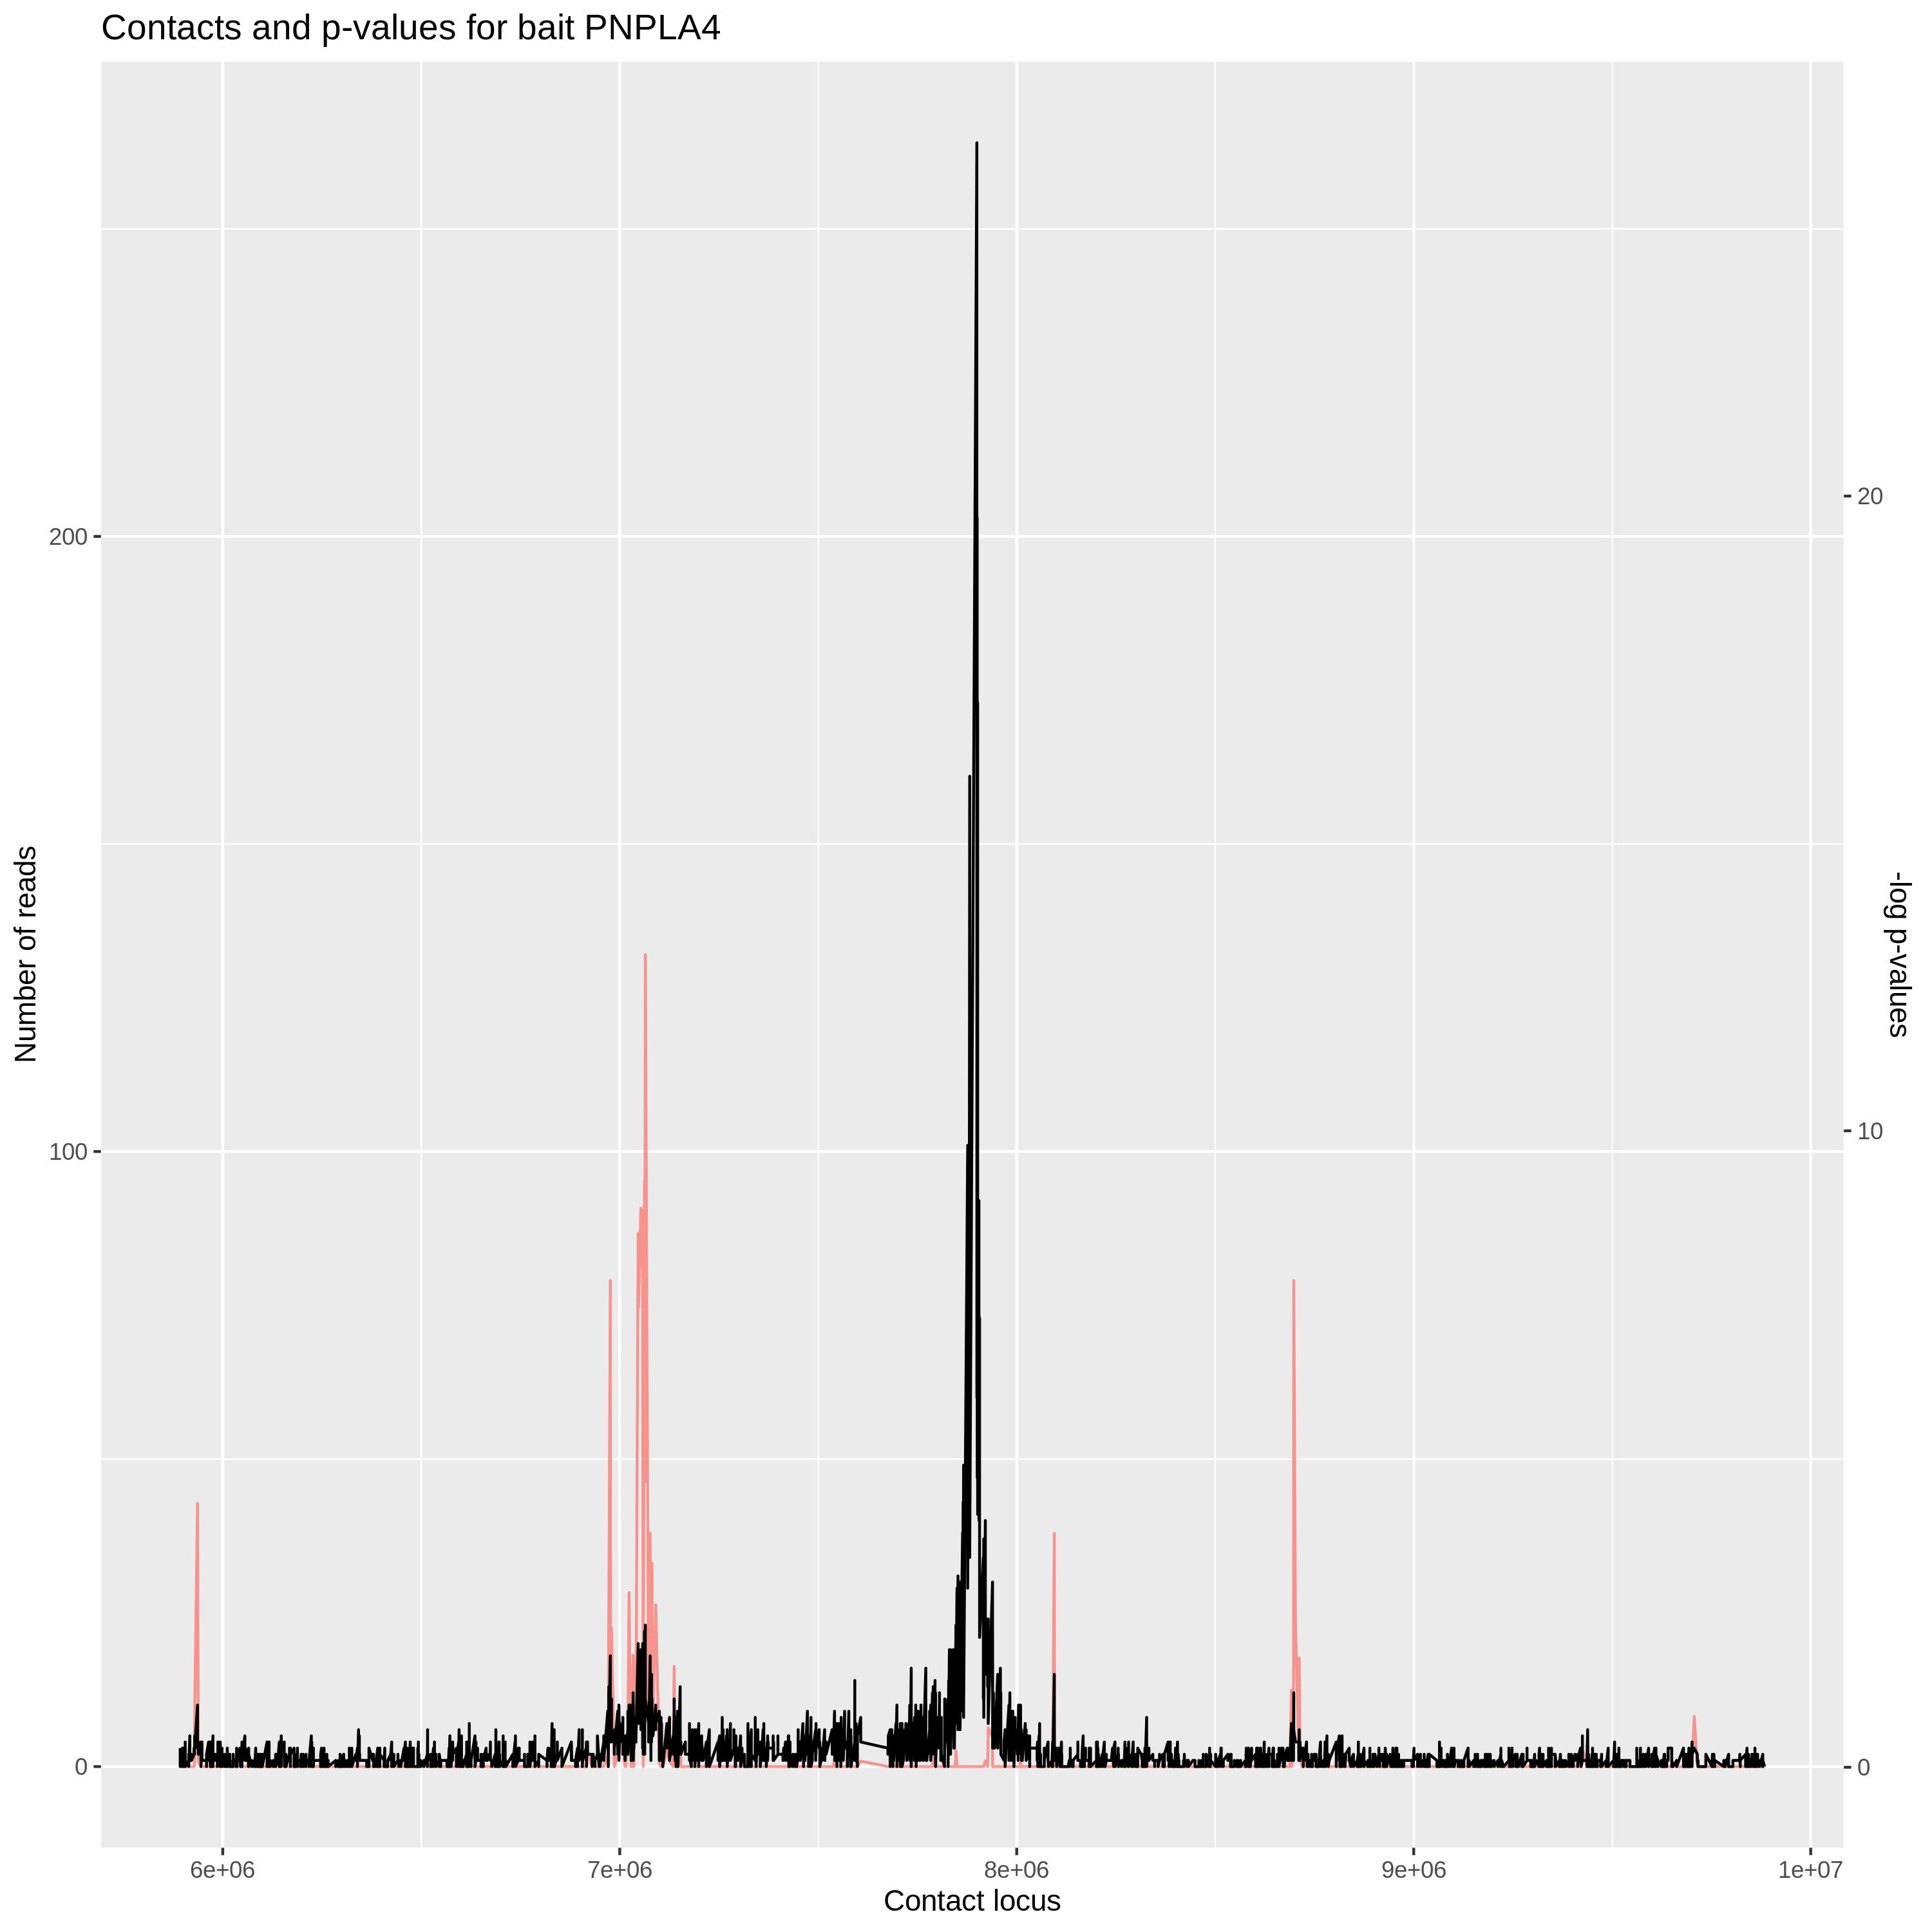 Contacts and p-values for bait PNPLA4
Number of reads
200
100
0
20
10
0
-log p-values
6e+06
7e+06
8e+06
9e+06
1e+07
Contact locus